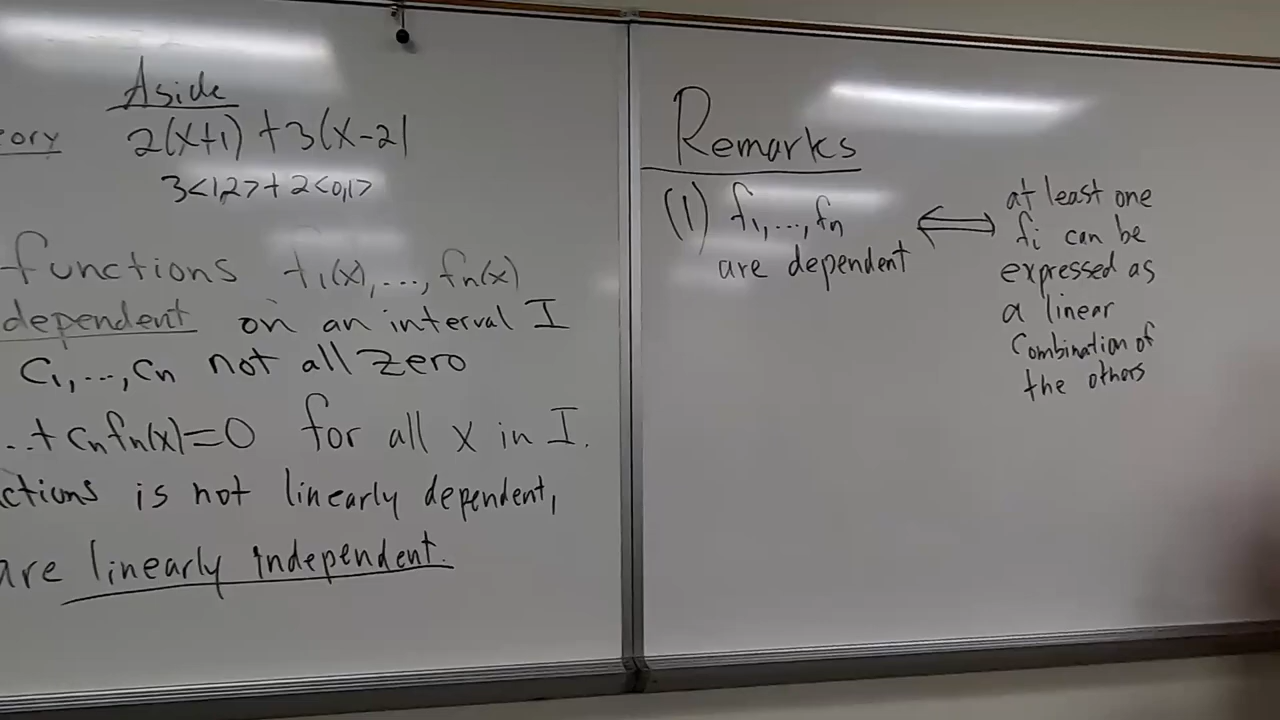 Aside
eory 2(x+1) + 3(x-2)
3<1,2> + 2<0,1>
functions f₁(x),...,fₙ(x)
dependent on an interval I
c₁,...,cₙ not all zero
...+ cₙfₙ(x)=0 for all x in I.
ctions is not linearly dependent,
are linearly independent.
Remarks
(1) f₁,...,fₙ
are dependent
⟺
at least one
fᵢ can be
expressed as
a linear
combination of
the others